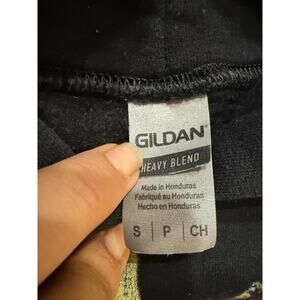 GILDAN®
HEAVY BLEND
Made in Honduras
Fabriqué au Honduras
Hecho en Honduras
S | P | CH